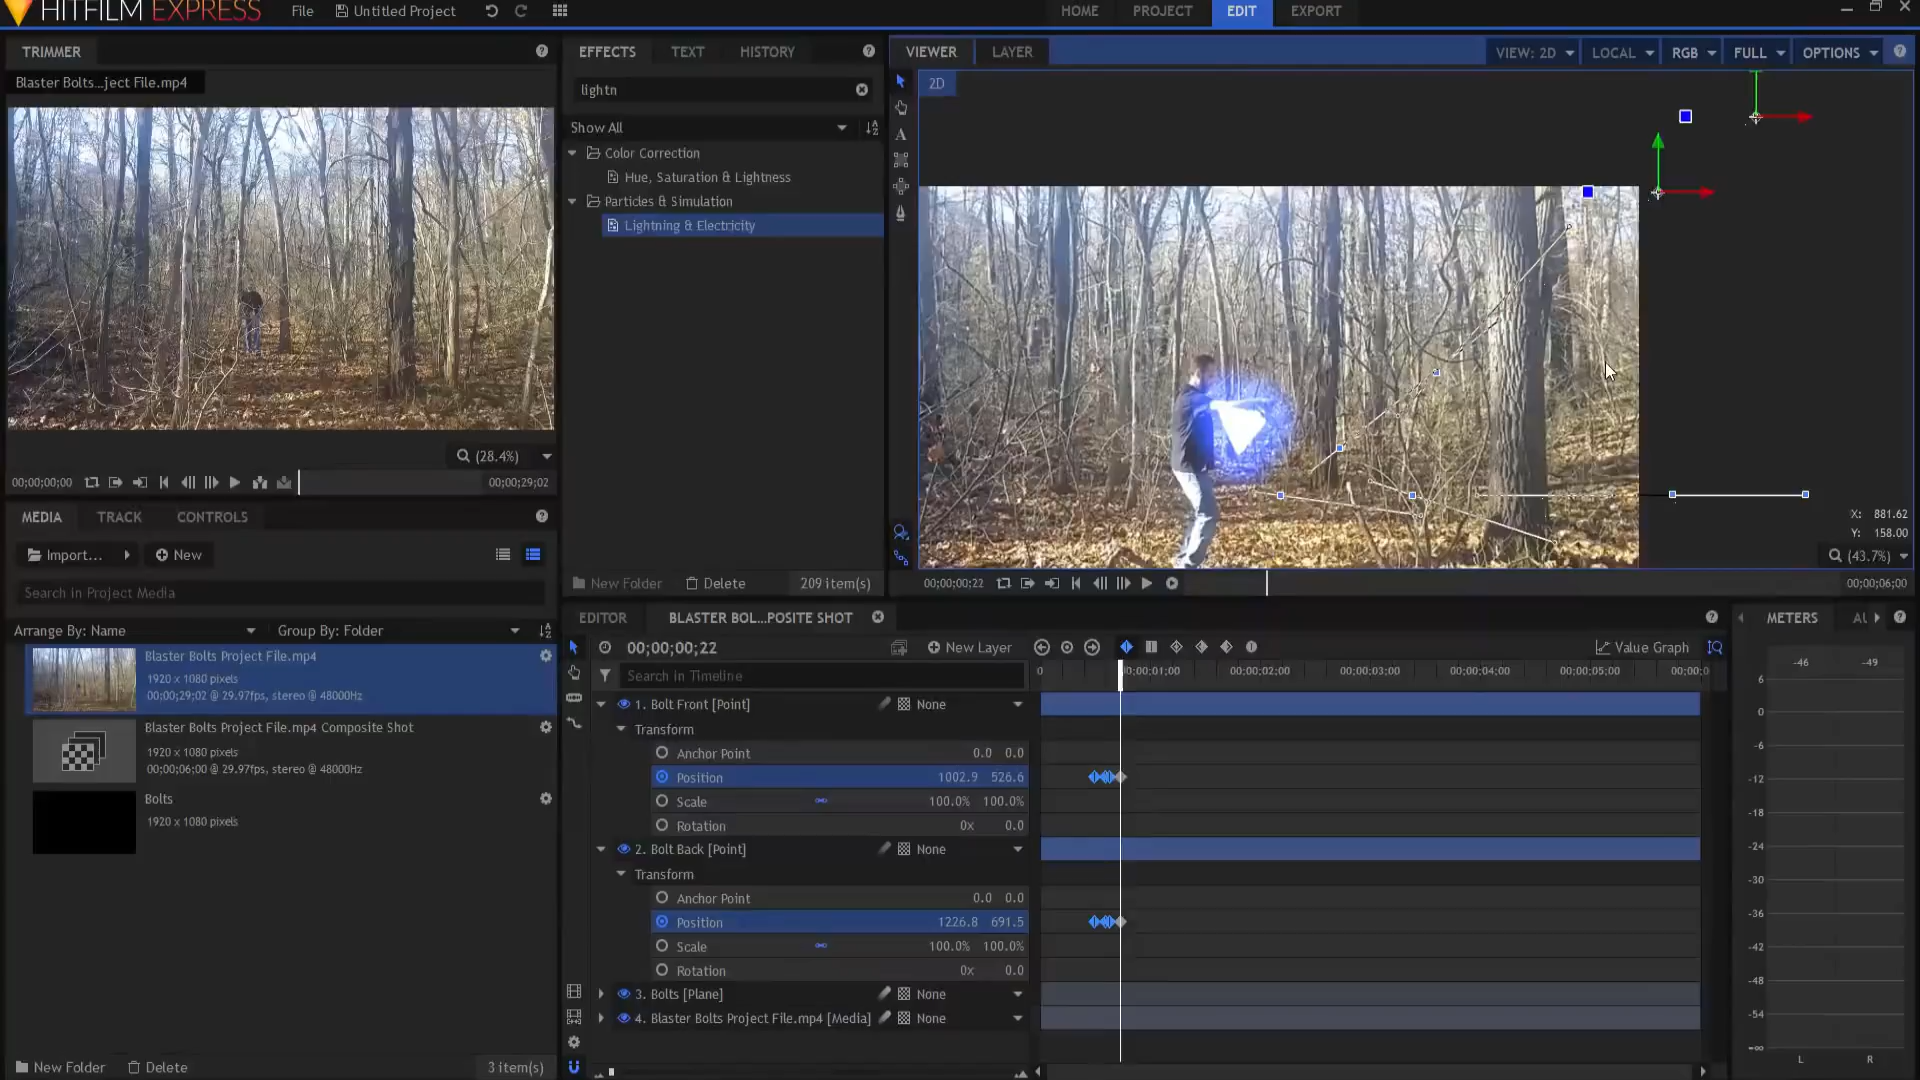 HITFILM EXPRESS
File
Untitled Project
HOME
PROJECT
EDIT
EXPORT
TRIMMER
Blaster Bolts...ject File.mp4
(28.4%)
00;00;00;00
00;00;29;02
MEDIA
TRACK
CONTROLS
Import...
New
Search in Project Media
Arrange By: Name
Group By: Folder
Blaster Bolts Project File.mp4
1920 x 1080 pixels
00;00;29;02 @ 29.97fps, stereo @ 48000Hz
Blaster Bolts Project File.mp4 Composite Shot
1920 x 1080 pixels
00;00;06;00 @ 29.97fps, stereo @ 48000Hz
Bolts
1920 x 1080 pixels
New Folder
Delete
3 item(s)
EFFECTS
TEXT
HISTORY
lightn
Show All
Color Correction
Hue, Saturation & Lightness
Particles & Simulation
Lightning & Electricity
New Folder
Delete
209 item(s)
VIEWER
LAYER
VIEW: 2D
LOCAL
RGB
FULL
OPTIONS
2D
X: 881.62
Y: 158.00
(43.7%)
00;00;00;22
00;00;06;00
EDITOR
BLASTER BOL...POSITE SHOT
00;00;00;22
New Layer
Value Graph
Search in Timeline
0
00;00;01;00
00;00;02;00
00;00;03;00
00;00;04;00
00;00;05;00
00;00;0
1. Bolt Front [Point]
None
Transform
Anchor Point 0.0 0.0
Position 1002.9 526.6
Scale 100.0% 100.0%
Rotation 0x 0.0
2. Bolt Back [Point]
None
Transform
Anchor Point 0.0 0.0
Position 1226.8 691.5
Scale 100.0% 100.0%
Rotation 0x 0.0
3. Bolts [Plane]
None
4. Blaster Bolts Project File.mp4 [Media]
None
METERS
AU
-46 -49
6
0
-6
-12
-18
-24
-30
-36
-42
-48
-54
-∞
L R